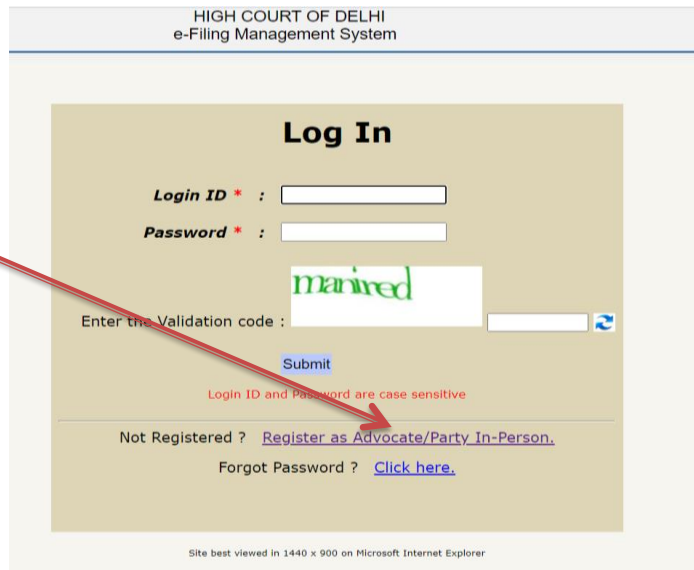 HIGH COURT OF DELHI
e-Filing Management System
Log In
Login ID * :
Password * :
manired
Enter the Validation code :
Submit
Login ID and Password are case sensitive
Not Registered ? Register as Advocate/Party In-Person.
Forgot Password ? Click here.
Site best viewed in 1440 x 900 on Microsoft Internet Explorer